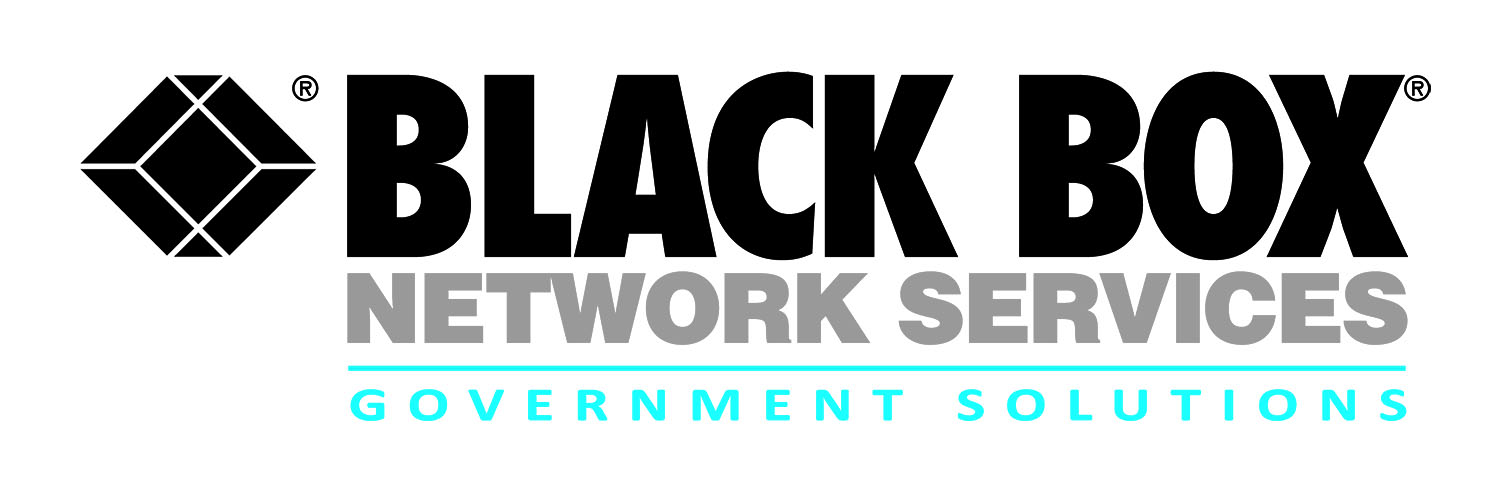 ® BLACK BOX®
NETWORK SERVICES
GOVERNMENT SOLUTIONS